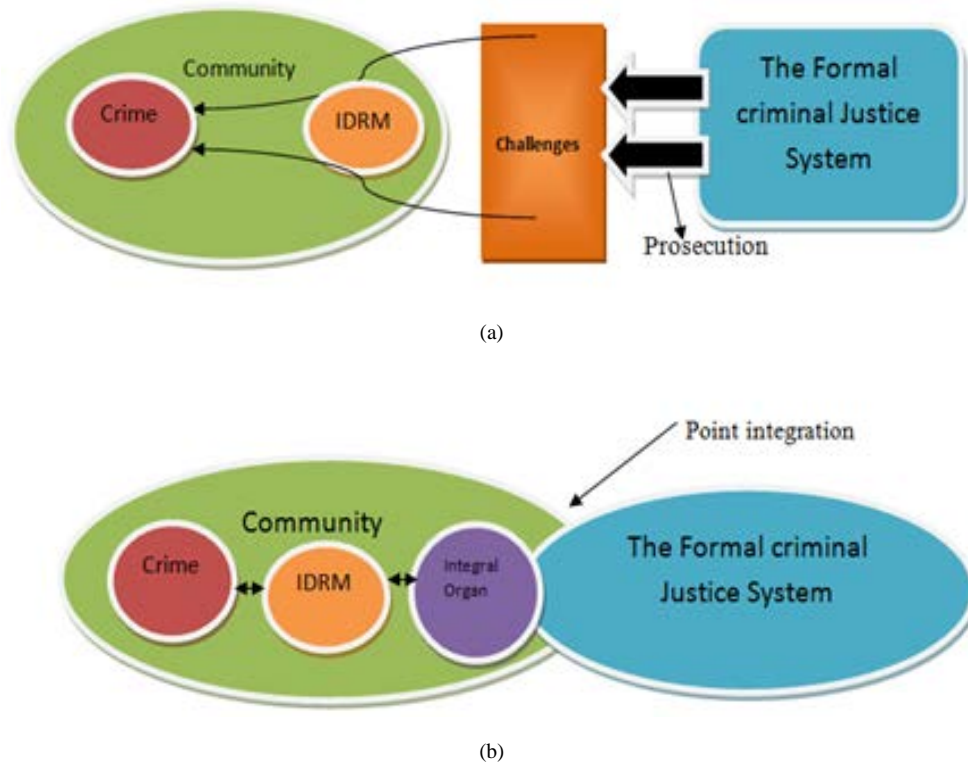 Community
Crime
IDRM
Challenges
The Formal
criminal Justice
System
Prosecution
(a)
Point integration
Community
Crime
IDRM
Integral
Organ
The Formal criminal
Justice System
(b)